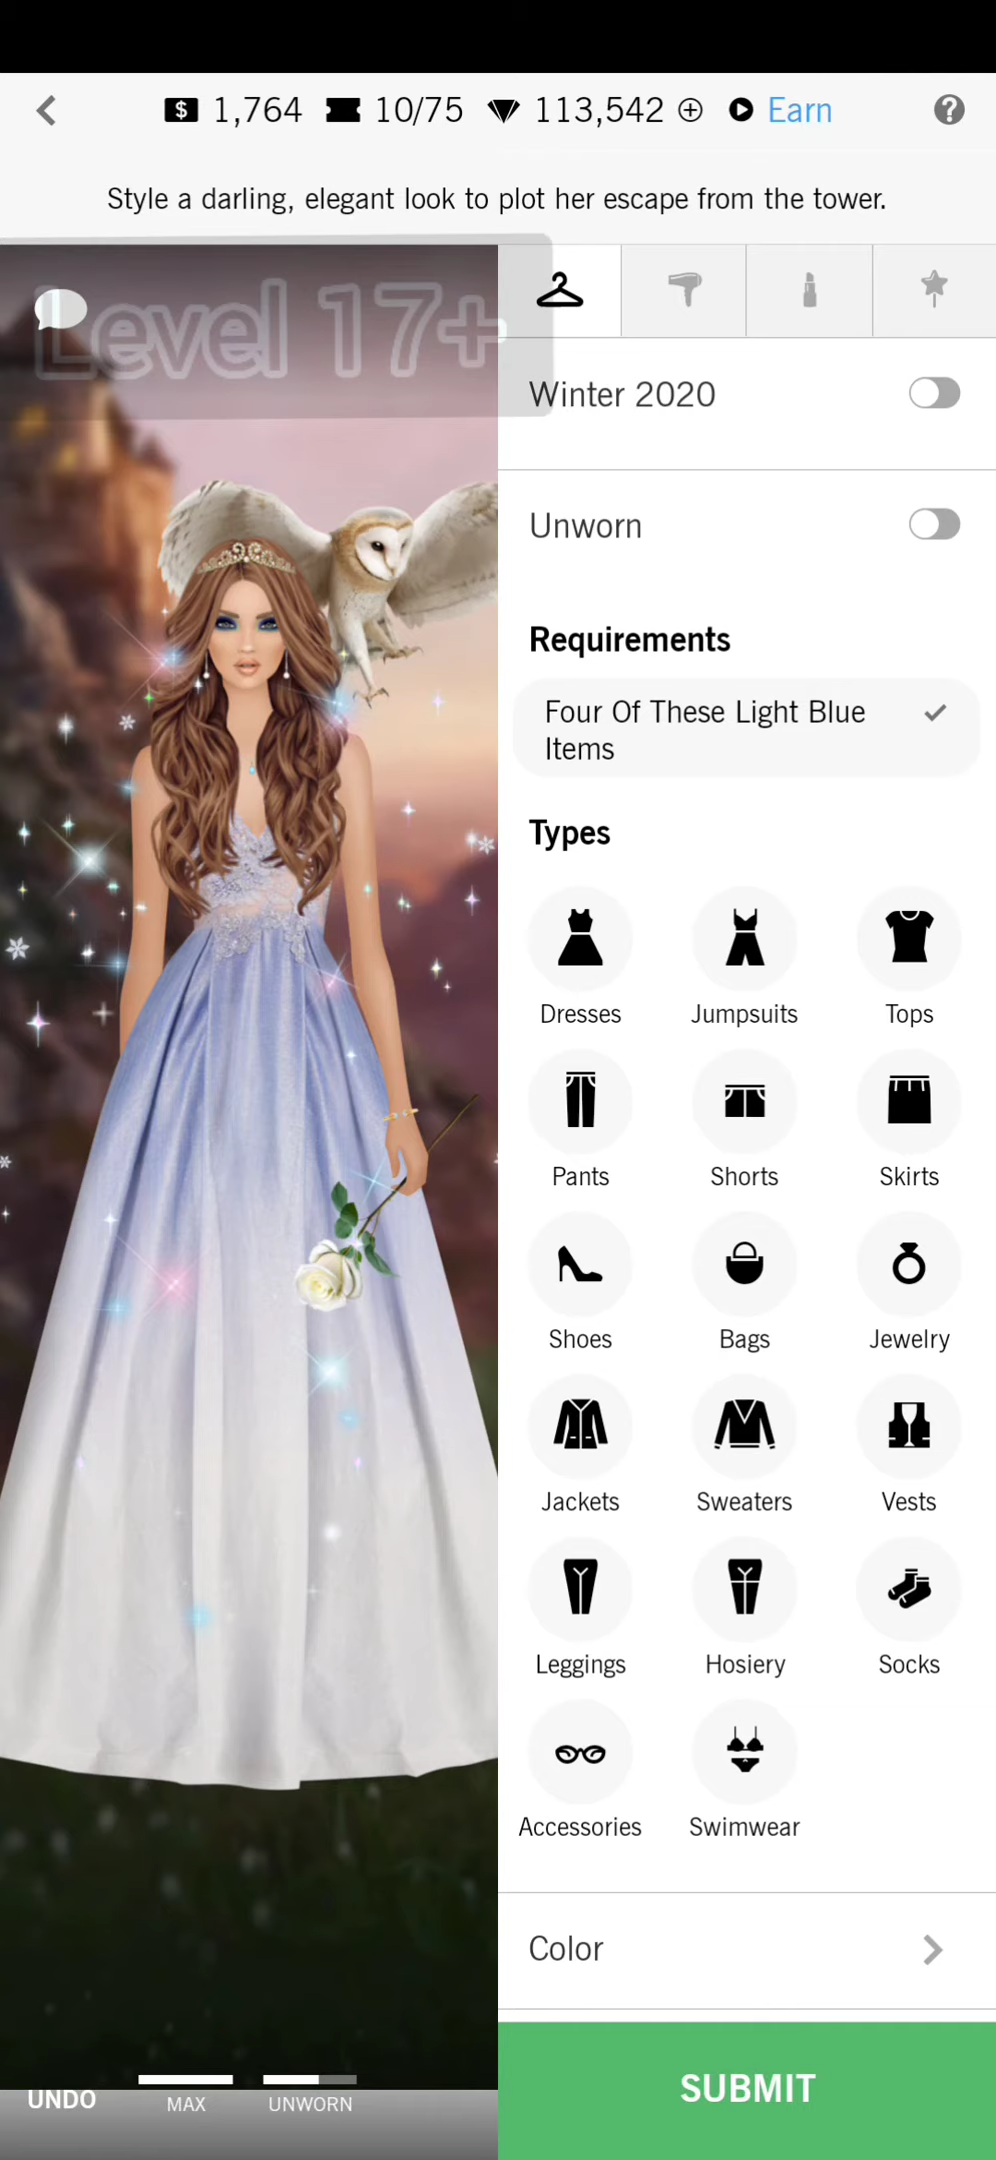 1,764 10/75 113,542 Earn
Style a darling, elegant look to plot her escape from the tower.
Level 17+
Winter 2020
Unworn
Requirements
Four Of These Light Blue
Items
Types
Dresses Jumpsuits Tops
Pants Shorts Skirts
Shoes Bags Jewelry
Jackets Sweaters Vests
Leggings Hosiery Socks
Accessories Swimwear
Color
UNDO MAX UNWORN
SUBMIT